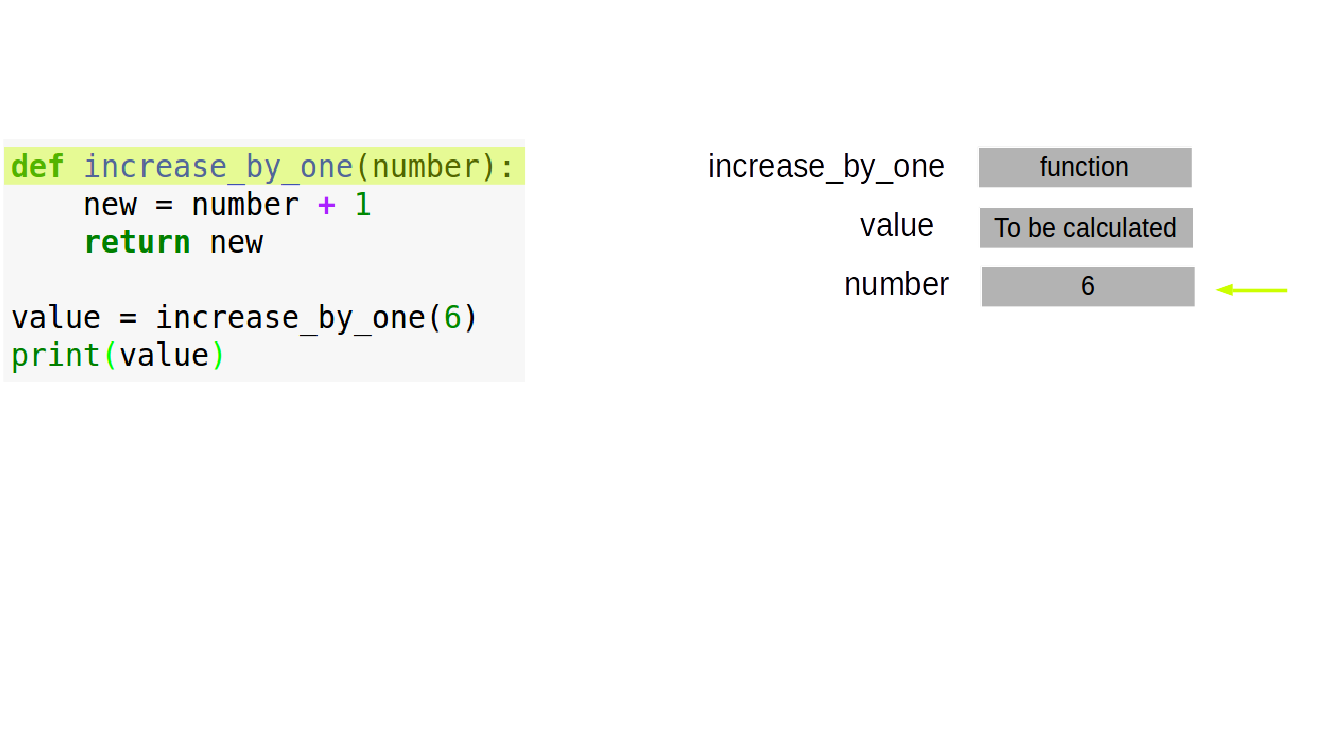 def increase_by_one(number):
    new = number + 1
    return new
value = increase_by_one(6)
print(value)
increase_by_one function
value To be calculated
number 6